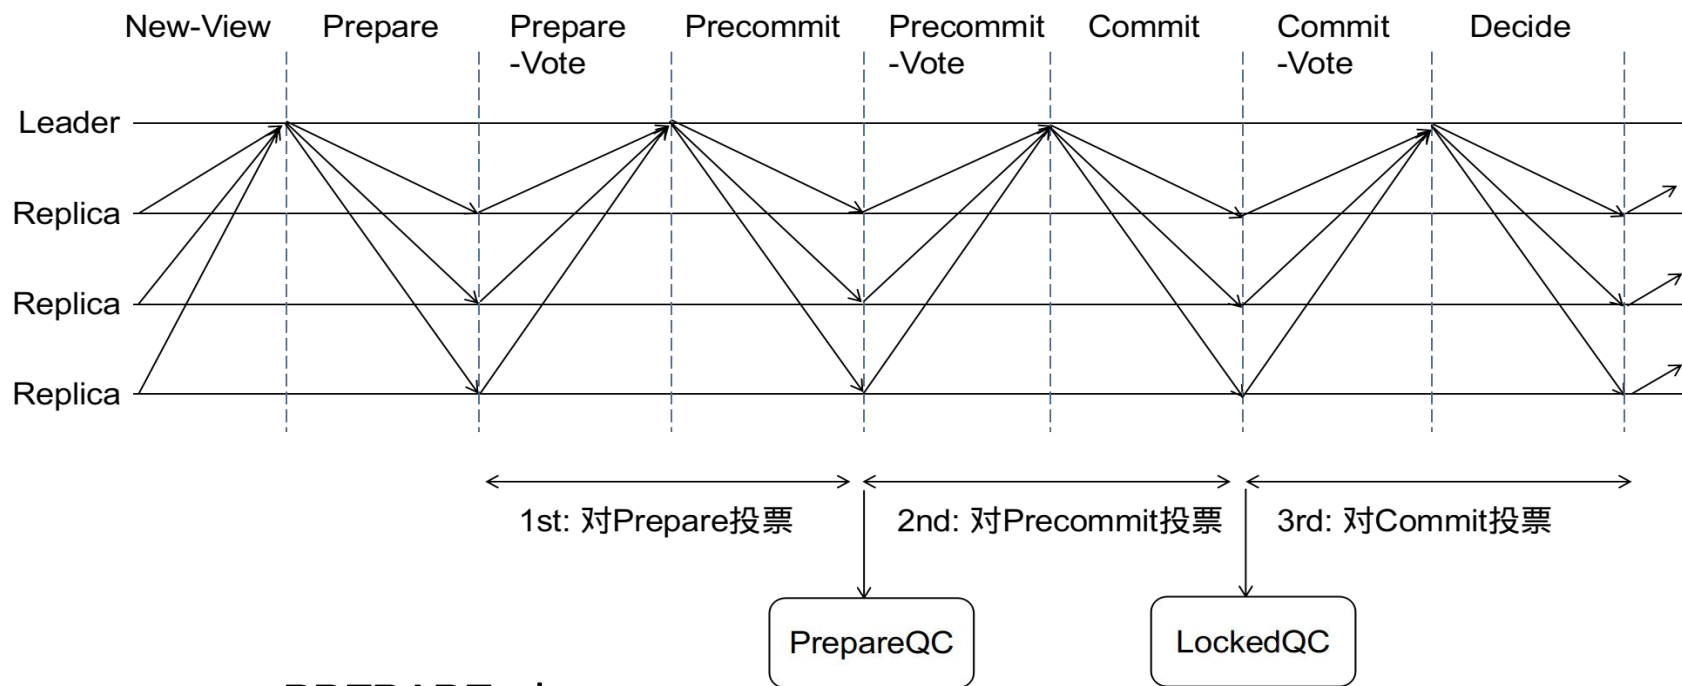 New-View Prepare Prepare Precommit Precommit Commit Commit Decide
-Vote -Vote -Vote
Leader
Replica
Replica
Replica
1st: 对Prepare投票 2nd: 对Precommit投票 3rd: 对Commit投票
PrepareQC LockedQC